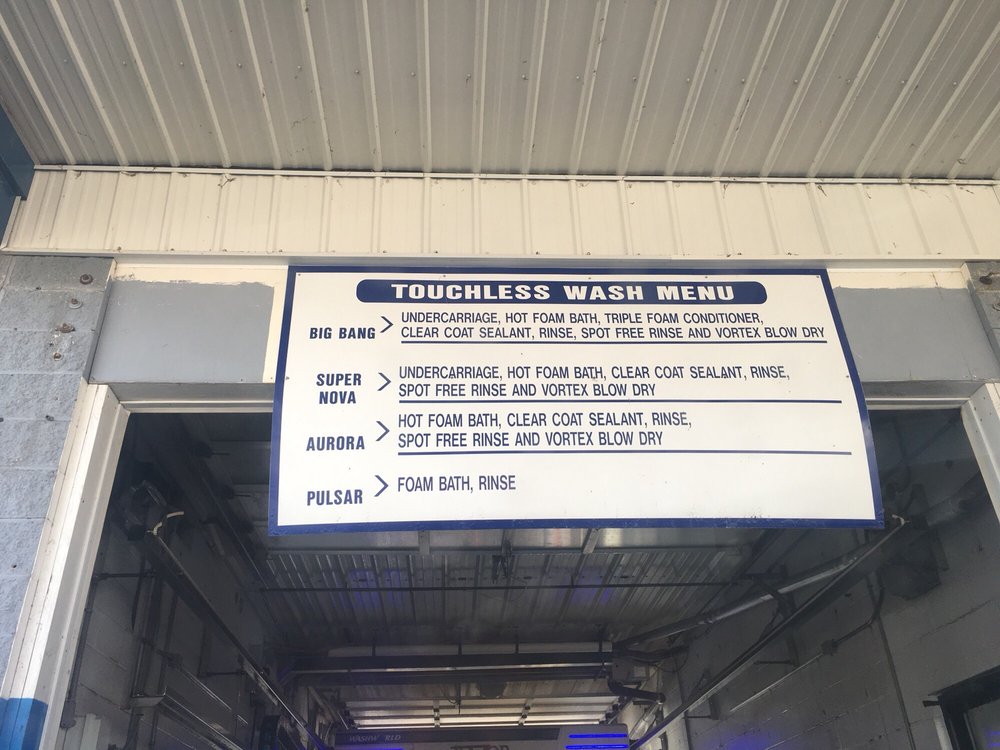 TOUCHLESS WASH MENU
BIG BANG > UNDERCARRIAGE, HOT FOAM BATH, TRIPLE FOAM CONDITIONER,
CLEAR COAT SEALANT, RINSE, SPOT FREE RINSE AND VORTEX BLOW DRY
SUPER
NOVA > UNDERCARRIAGE, HOT FOAM BATH, CLEAR COAT SEALANT, RINSE,
SPOT FREE RINSE AND VORTEX BLOW DRY
AURORA > HOT FOAM BATH, CLEAR COAT SEALANT, RINSE,
SPOT FREE RINSE AND VORTEX BLOW DRY
PULSAR > FOAM BATH, RINSE
WASHW RLD